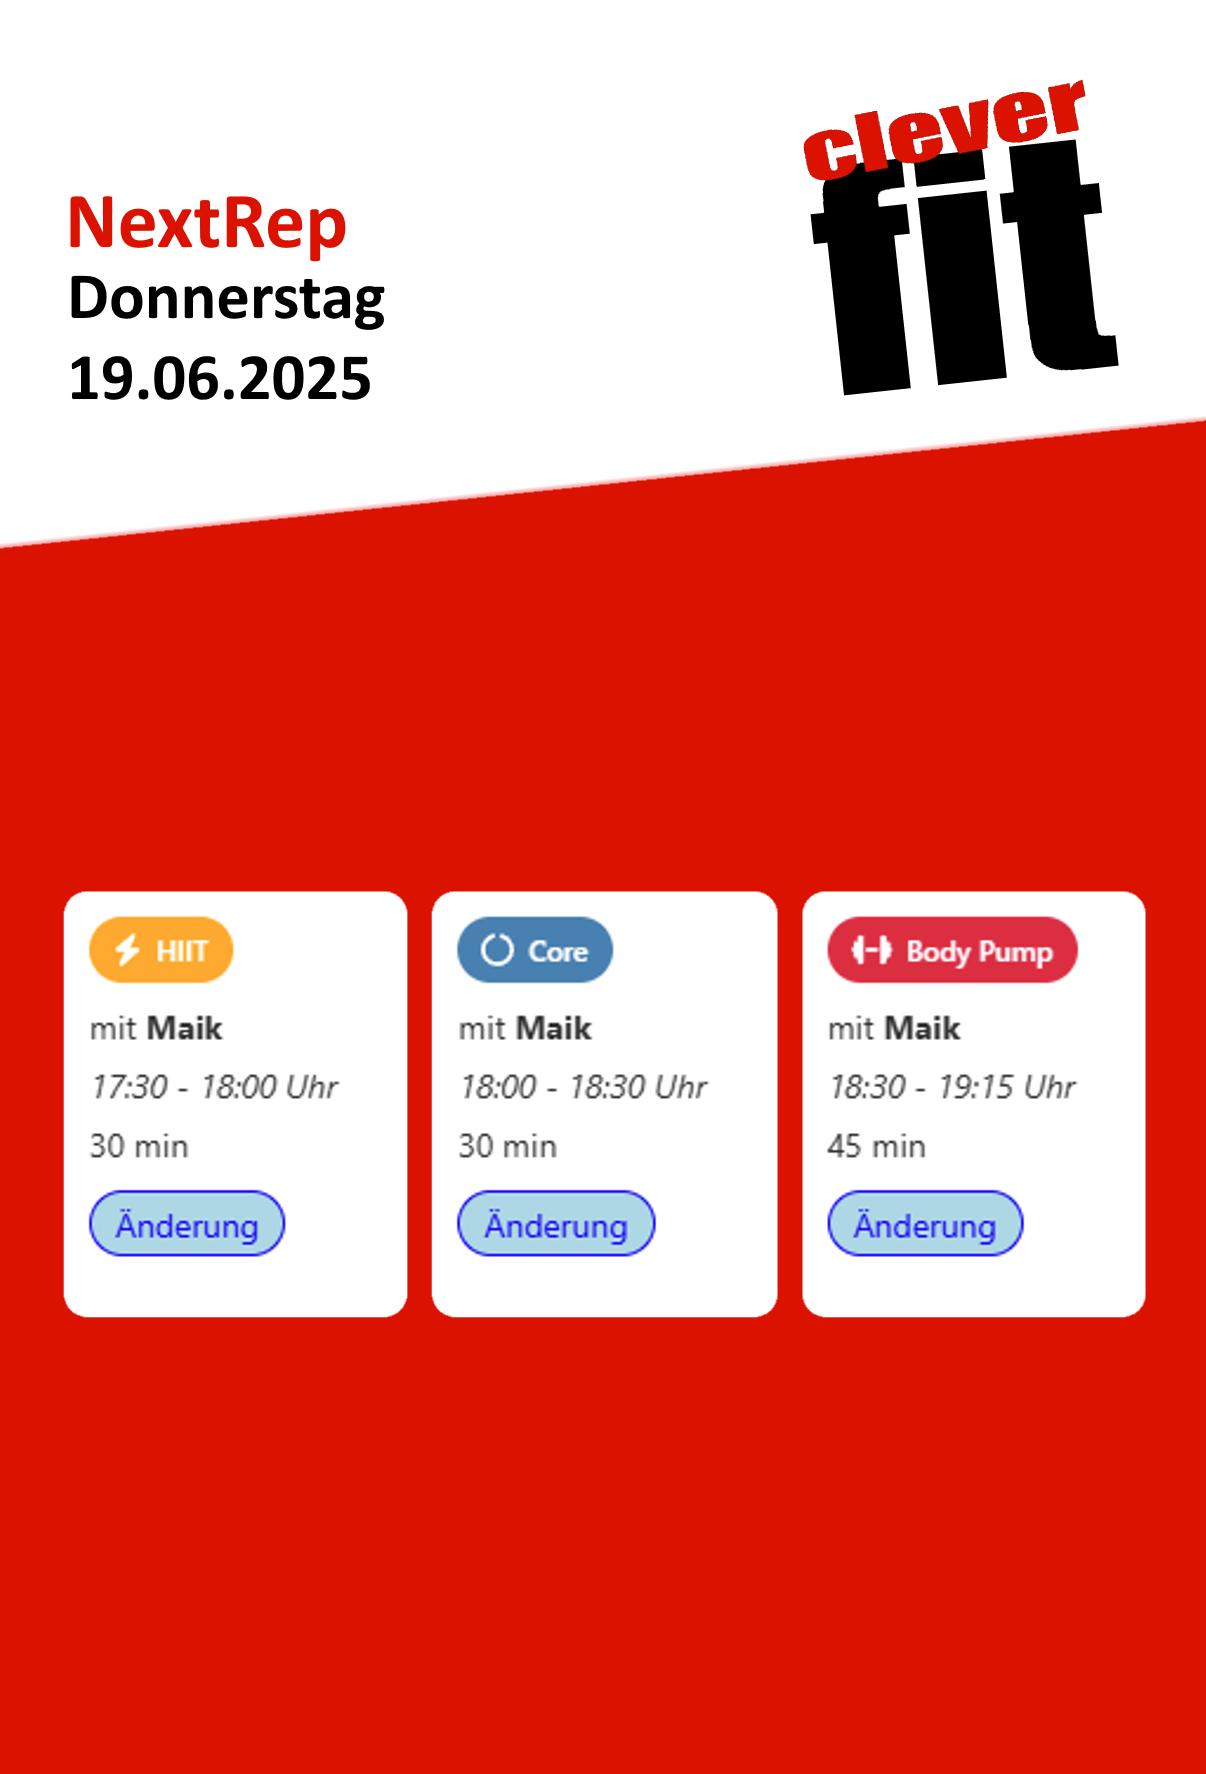 clever
fit
NextRep
Donnerstag
19.06.2025
HIIT
mit Maik
17:30 - 18:00 Uhr
30 min
Änderung
Core
mit Maik
18:00 - 18:30 Uhr
30 min
Änderung
Body Pump
mit Maik
18:30 - 19:15 Uhr
45 min
Änderung